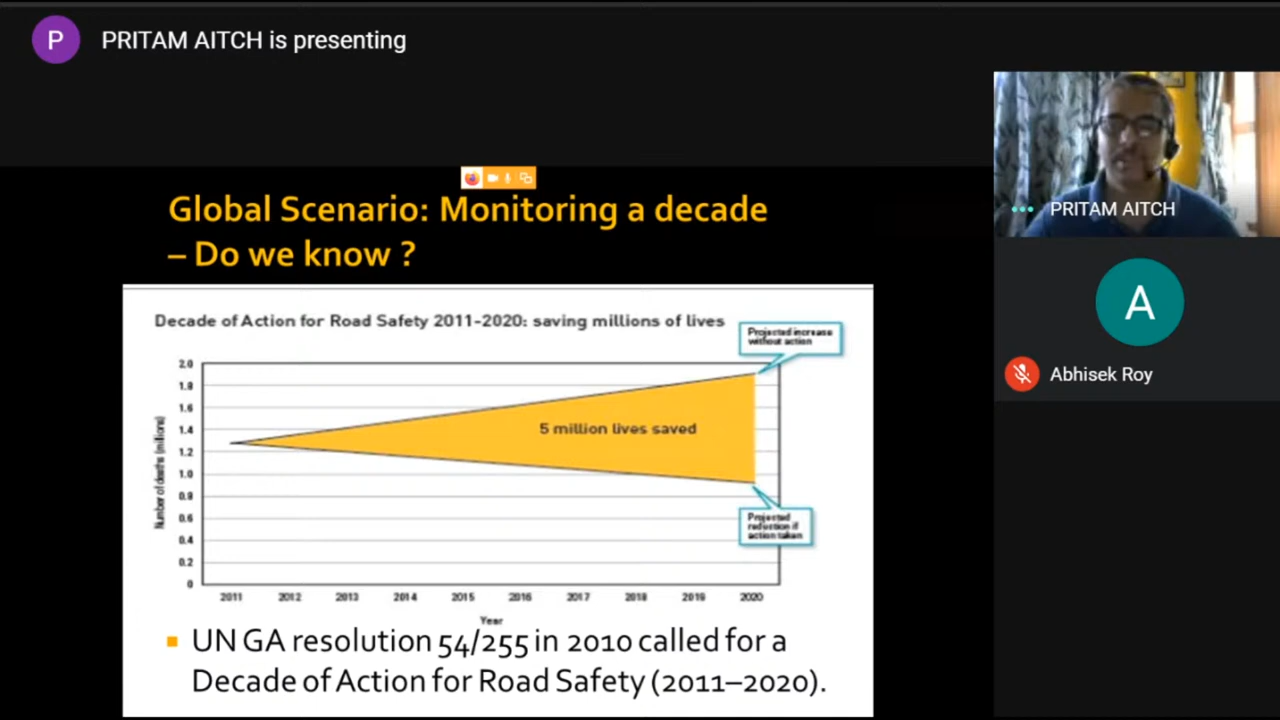 P
PRITAM AITCH is presenting
Global Scenario: Monitoring a decade
– Do we know ?
Decade of Action for Road Safety 2011-2020: saving millions of lives
Projected increase
without action
2.0
1.8
1.6
1.4
1.2
1.0
0.8
0.6
0.4
0.2
0
Number of deaths (millions)
5 million lives saved
Projected
reduction if
action taken
2011 2012 2013 2014 2015 2016 2017 2018 2019 2020
Year
UN GA resolution 54/255 in 2010 called for a
Decade of Action for Road Safety (2011–2020).
PRITAM AITCH
A
Abhisek Roy